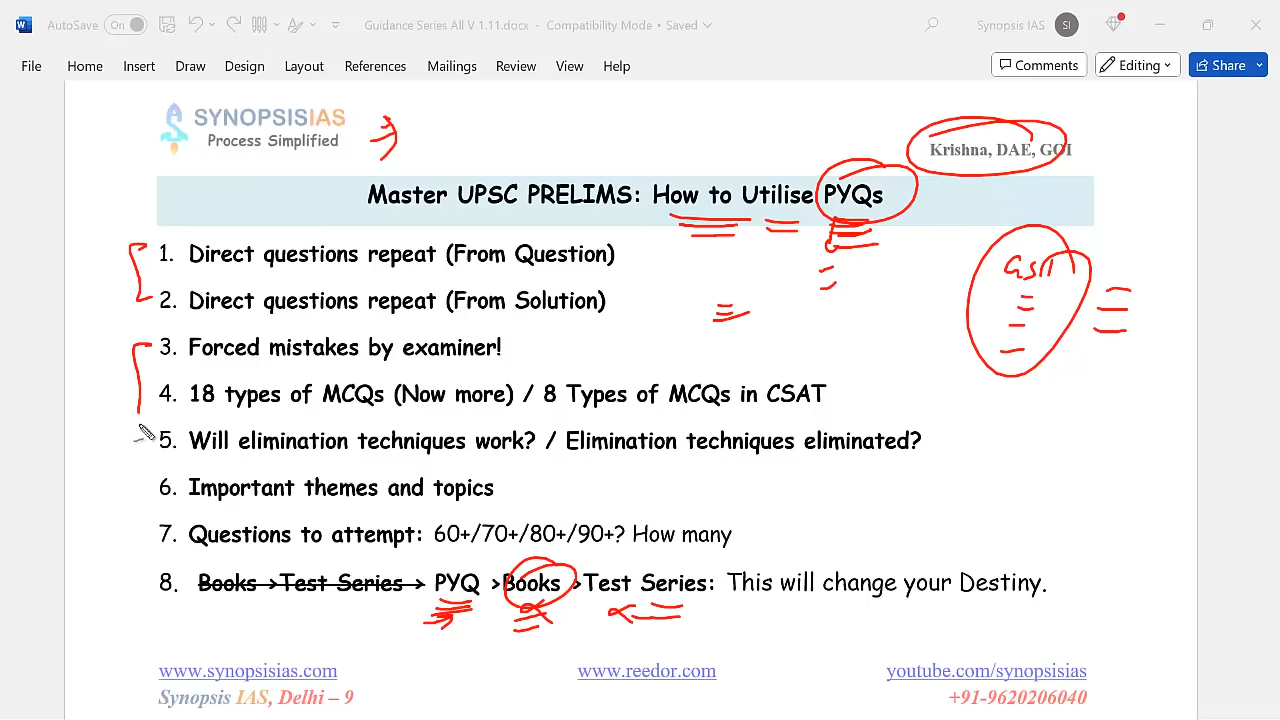 AutoSave On Guidance Series All V 1.11.docx - Compatibility Mode • Saved Synopsis IAS SI
File Home Insert Draw Design Layout References Mailings Review View Help Comments Editing Share
SYNOPSISIAS
Process Simplified
Krishna, DAE, GOI
Master UPSC PRELIMS: How to Utilise PYQs
1. Direct questions repeat (From Question)
2. Direct questions repeat (From Solution)
3. Forced mistakes by examiner!
4. 18 types of MCQs (Now more) / 8 Types of MCQs in CSAT
5. Will elimination techniques work? / Elimination techniques eliminated?
6. Important themes and topics
7. Questions to attempt: 60+/70+/80+/90+? How many
8. Books >Test Series > PYQ >Books >Test Series: This will change your Destiny.
www.synopsisias.com www.reedor.com youtube.com/synopsisias
Synopsis IAS, Delhi – 9 +91-9620206040